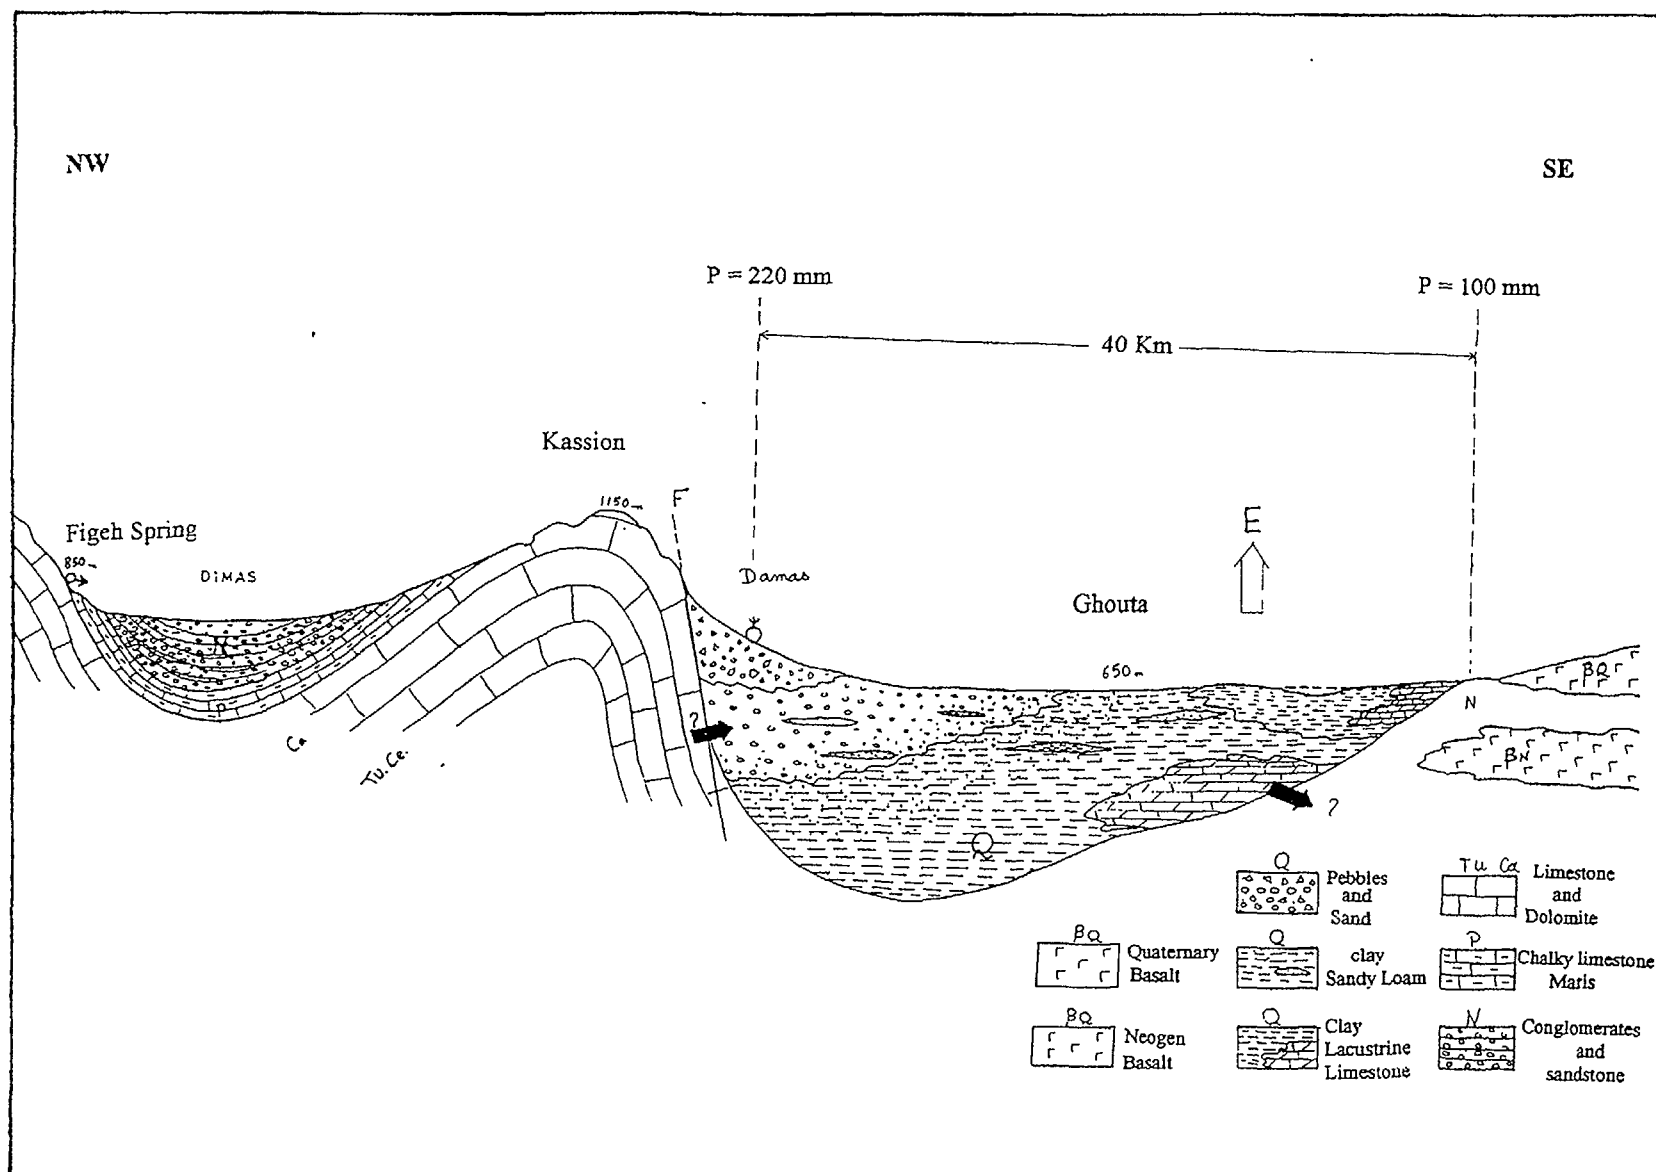 NW
SE
P = 220 mm
P = 100 mm
40 Km
Kassion
1150 m
F
Figeh Spring
850 m
DIMAS
Damas
E
Ghouta
650 m
N
βQ
N
βN
P
?
Ca
Tu. Ce.
?
Q
Q
Pebbles
and
Sand
Tu Ca
Limestone
and
Dolomite
βQ
Quaternary
Basalt
Q
clay
Sandy Loam
P
Chalky limestone
Marls
βQ
Neogen
Basalt
Q
Clay
Lacustrine
Limestone
N
Conglomerates
and
sandstone